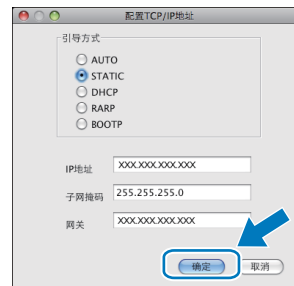 配置TCP/IP地址
引导方式
AUTO
STATIC
DHCP
RARP
BOOTP
IP地址 XXX.XXX.XXX.XXX
子网掩码 255.255.255.0
网关 XXX.XXX.XXX.XXX
确定 取消